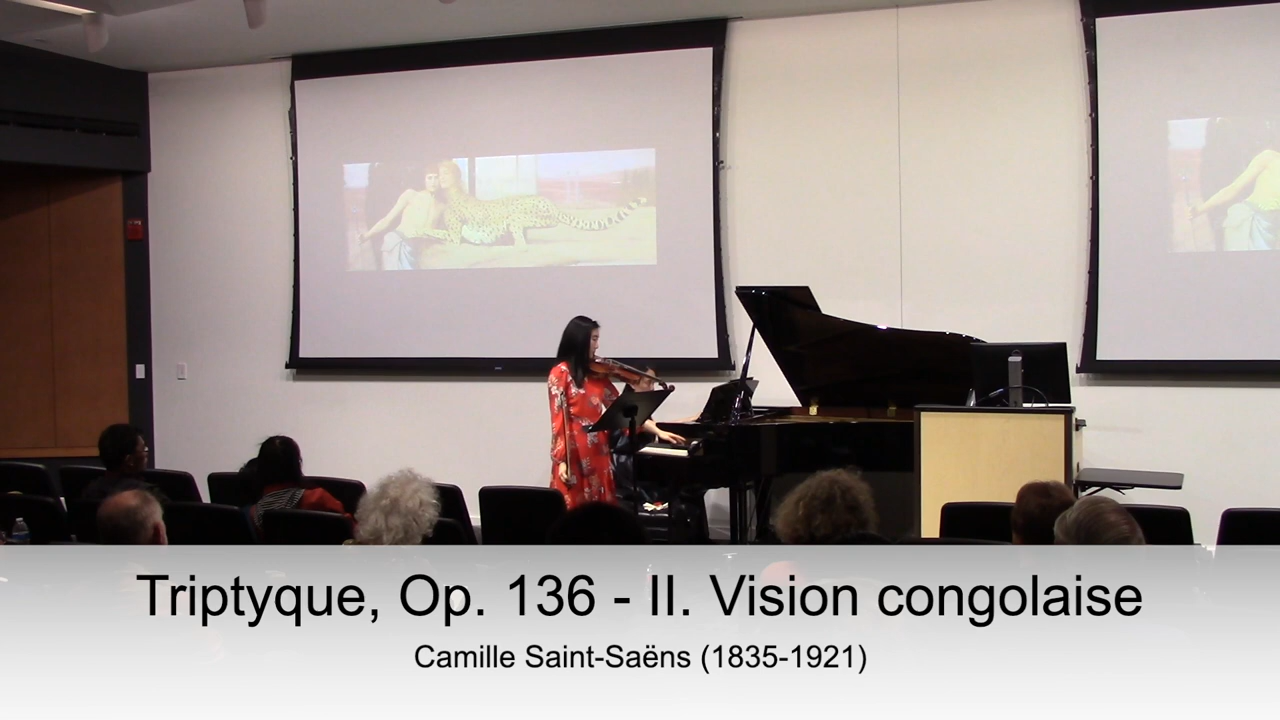 Triptyque, Op. 136 - II. Vision congolaise
Camille Saint-Saëns (1835-1921)